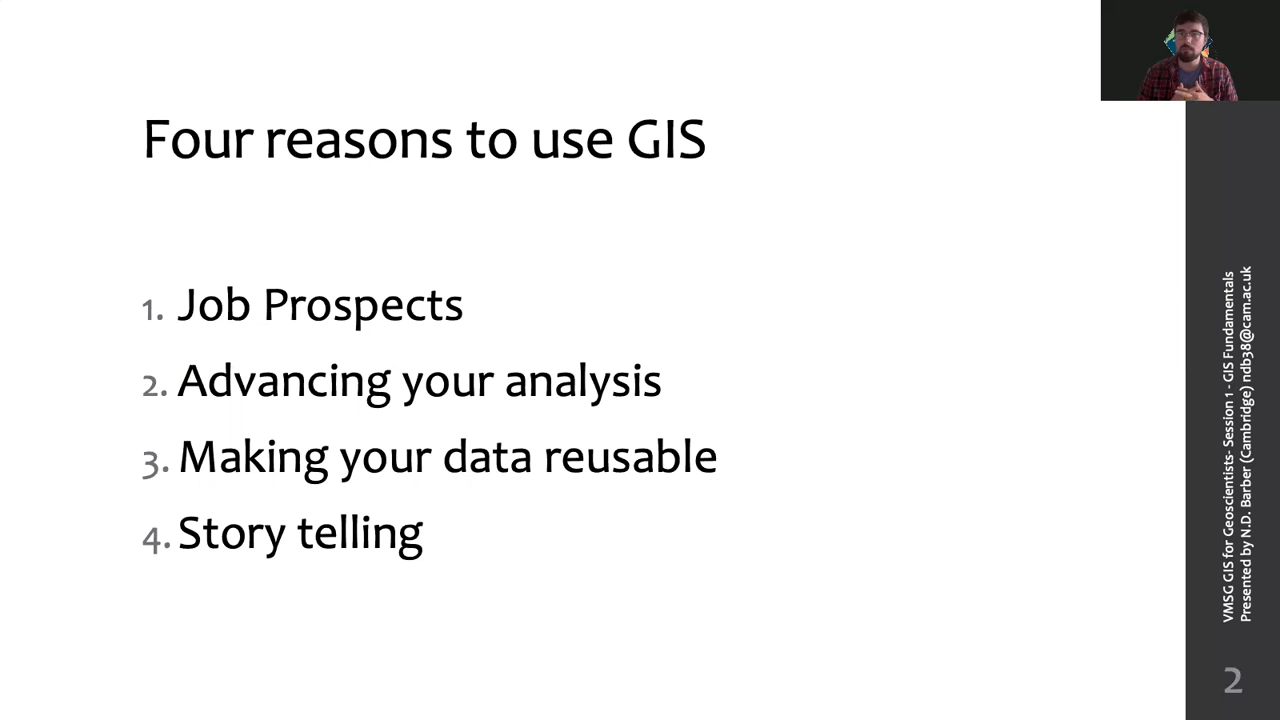 Four reasons to use GIS
1. Job Prospects
2. Advancing your analysis
3. Making your data reusable
4. Story telling
VMSG GIS for Geoscientists- Session 1 - GIS Fundamentals
Presented by N.D. Barber (Cambridge) ndb38@cam.ac.uk
2